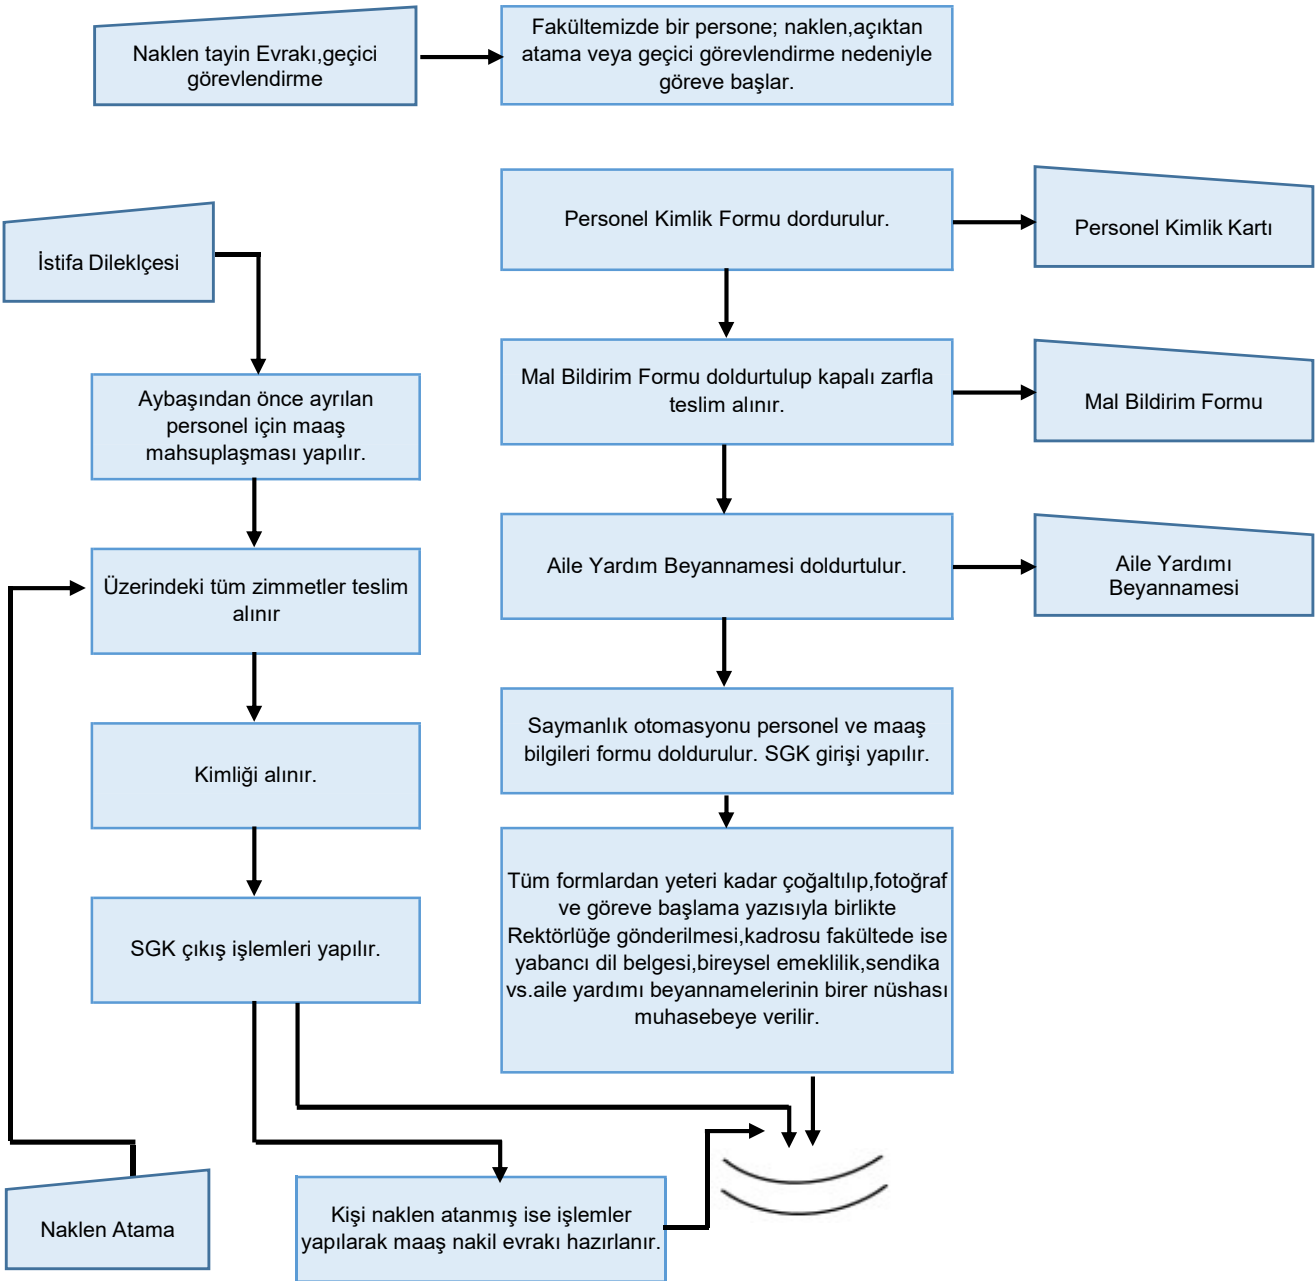 Naklen tayin Evrakı,geçici
görevlendirme
Fakültemizde bir persone; naklen,açıktan
atama veya geçici görevlendirme nedeniyle
göreve başlar.
Personel Kimlik Formu dordurulur.
Personel Kimlik Kartı
İstifa Dileklçesi
Mal Bildirim Formu doldurtulup kapalı zarfla
teslim alınır.
Mal Bildirim Formu
Aybaşından önce ayrılan
personel için maaş
mahsuplaşması yapılır.
Aile Yardım Beyannamesi doldurtulur.
Aile Yardımı
Beyannamesi
Üzerindeki tüm zimmetler teslim
alınır
Saymanlık otomasyonu personel ve maaş
bilgileri formu doldurulur. SGK girişi yapılır.
Kimliği alınır.
Tüm formlardan yeteri kadar çoğaltılıp,fotoğraf
ve göreve başlama yazısıyla birlikte
Rektörlüğe gönderilmesi,kadrosu fakültede ise
yabancı dil belgesi,bireysel emeklilik,sendika
vs.aile yardımı beyannamelerinin birer nüshası
muhasebeye verilir.
SGK çıkış işlemleri yapılır.
Naklen Atama
Kişi naklen atanmış ise işlemler
yapılarak maaş nakil evrakı hazırlanır.